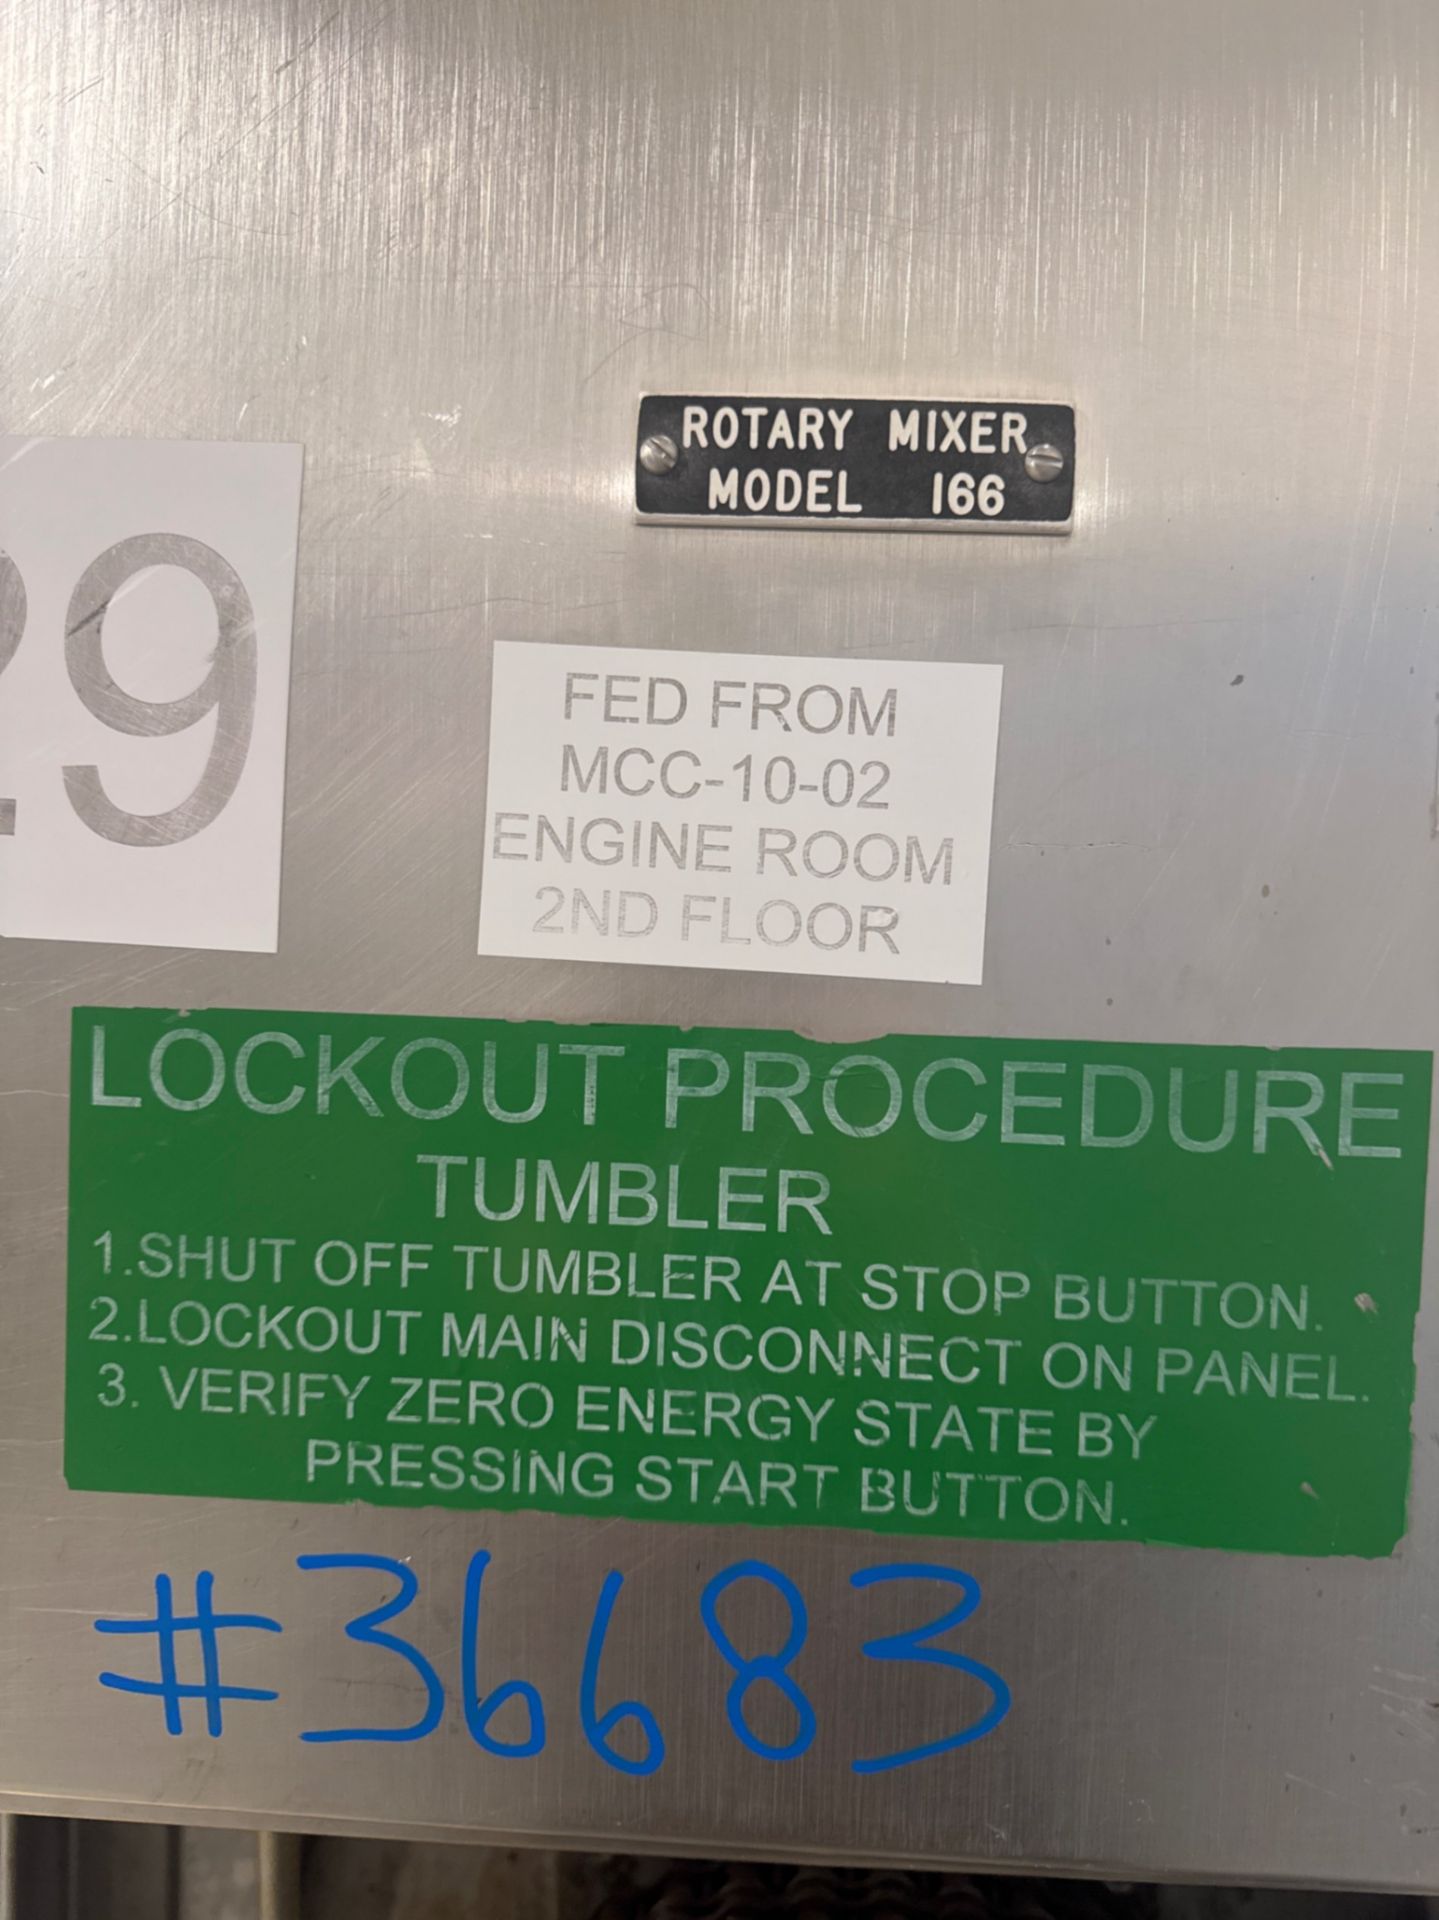 ROTARY MIXER
MODEL 166
29
FED FROM
MCC-10-02
ENGINE ROOM
2ND FLOOR
LOCKOUT PROCEDURE
TUMBLER
1.SHUT OFF TUMBLER AT STOP BUTTON.
2.LOCKOUT MAIN DISCONNECT ON PANEL.
3. VERIFY ZERO ENERGY STATE BY
PRESSING START BUTTON.
#36683